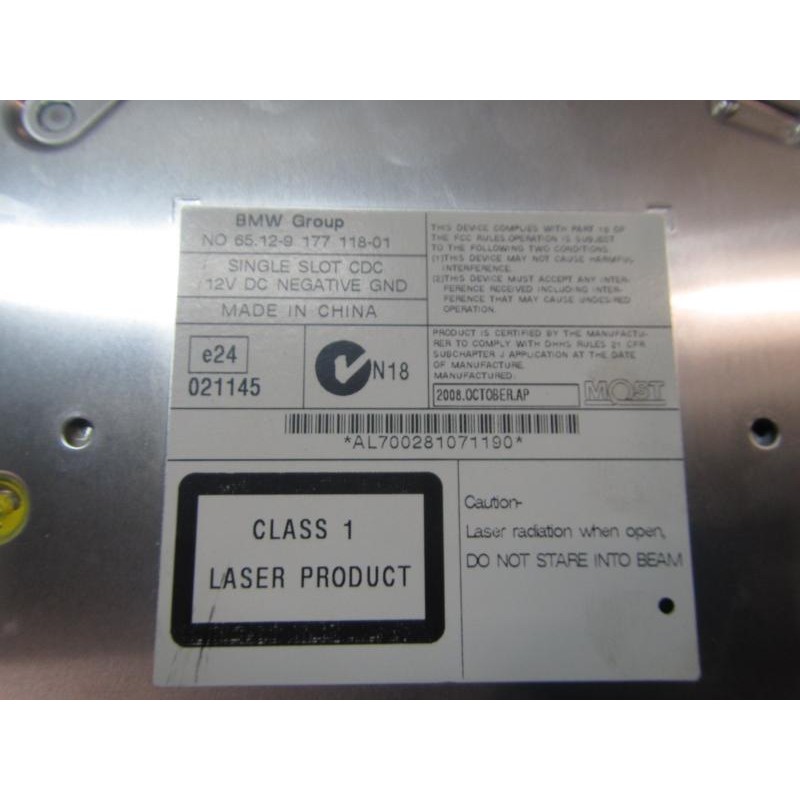 BMW Group
NO 65.12-9 177 118-01
SINGLE SLOT CDC
12V DC NEGATIVE GND
MADE IN CHINA
THIS DEVICE COMPLIES WITH PART 18 OF
THE FCC RULES.OPERATION IS SUBJECT
TO THE FOLLOWING TWO CONDITIONS.
(1)THIS DEVICE MAY NOT CAUSE HARMFUL
INTERFERENCE.
(2)THIS DEVICE MUST ACCEPT ANY INTER-
FERENCE RECEIVED INCLUDING INTER-
FERENCE THAT MAY CAUSE UNDESI-RED
OPERATION.
e24
021145
N18
PRODUCT IS CERTIFIED BY THE MANUFACTU-
RER TO COMPLY WITH DHHS RULES 21 CFR
SUBCHAPTER J APPLICATION AT THE DATE
OF MANUFACTURE.
MANUFACTURED:
2008.OCTOBER.AP
MOST
*AL700281071190*
CLASS 1
LASER PRODUCT
Caution-
Laser radiation when open,
DO NOT STARE INTO BEAM